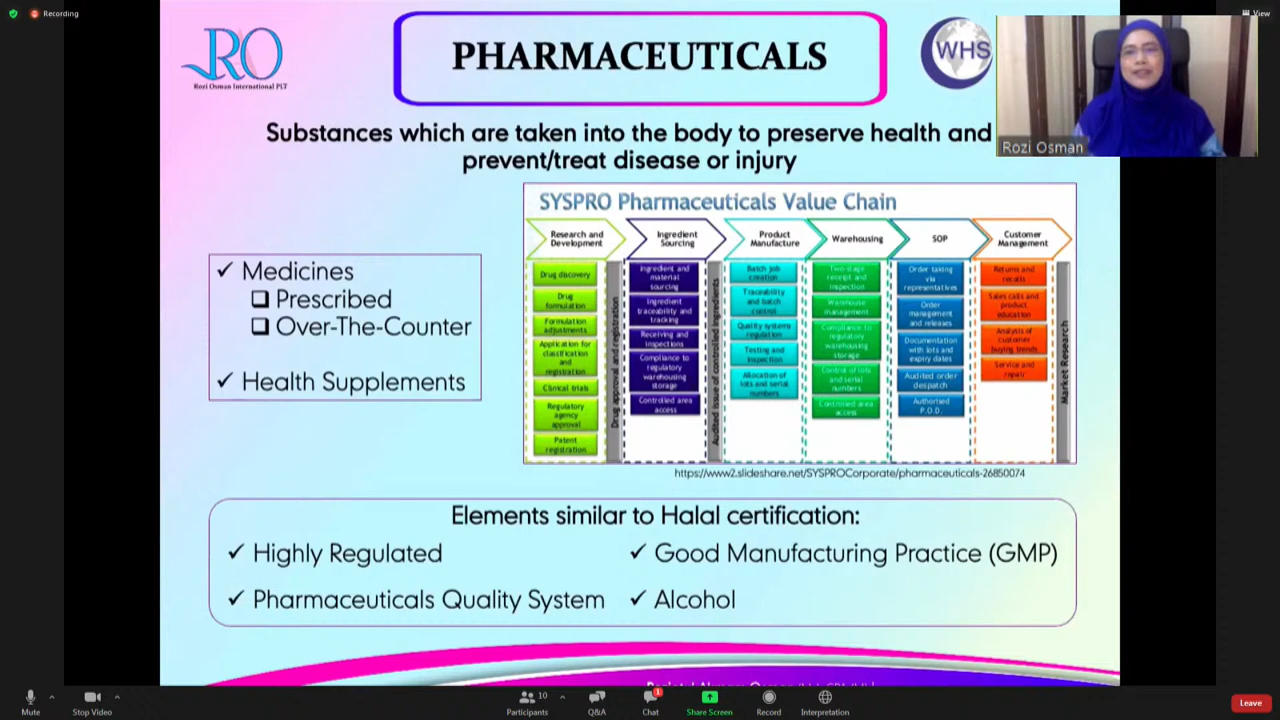 Recording
View
RO
Rozi Osman International PLT
PHARMACEUTICALS
WHS
Rozi Osman
Substances which are taken into the body to preserve health and
prevent/treat disease or injury
✓ Medicines
❑ Prescribed
❑ Over-The-Counter
✓ Health Supplements
SYSPRO Pharmaceuticals Value Chain
Research and
Development
Drug discovery
Drug
formulation
Formulation
adjustments
Application for
classification and
registration
Clinical trials
Regulatory
agency
approval
Patent
registration
Drug approval and registration
Ingredient
Sourcing
Ingredient and
material
sourcing
Ingredient
traceability and
tracking
Receiving and
inspections
Compliance to
regulatory
warehousing
storage
Controlled area
access
Audited issue of controlled ingredients
Product
Manufacture
Batch job
creation
Traceability
and batch
control
Quality systems
regulation
Testing and
inspection
Allocation of
lots and serial
numbers
Warehousing
Two-stage
receipt and
inspection
Warehouse
management
Compliance to
regulatory
warehousing
storage
Control of lots
and serial
numbers
Controlled area
access
SOP
Order taking
via
representatives
Order
management
and releases
Documentation
with lots and
expiry dates
Audited order
despatch
Authorised
P.O.D.
Customer
Management
Returns and
recalls
Sales calls and
product
education
Analysis of
customer
buying trends
Service and
repair
Market Research
https://www2.slideshare.net/SYSPROCorporate/pharmaceuticals-26850074
Elements similar to Halal certification:
✓ Highly Regulated
✓ Good Manufacturing Practice (GMP)
✓ Pharmaceuticals Quality System
✓ Alcohol
Mute
Stop Video
10
Participants
Q&A
1
Chat
Share Screen
Record
Interpretation
Leave